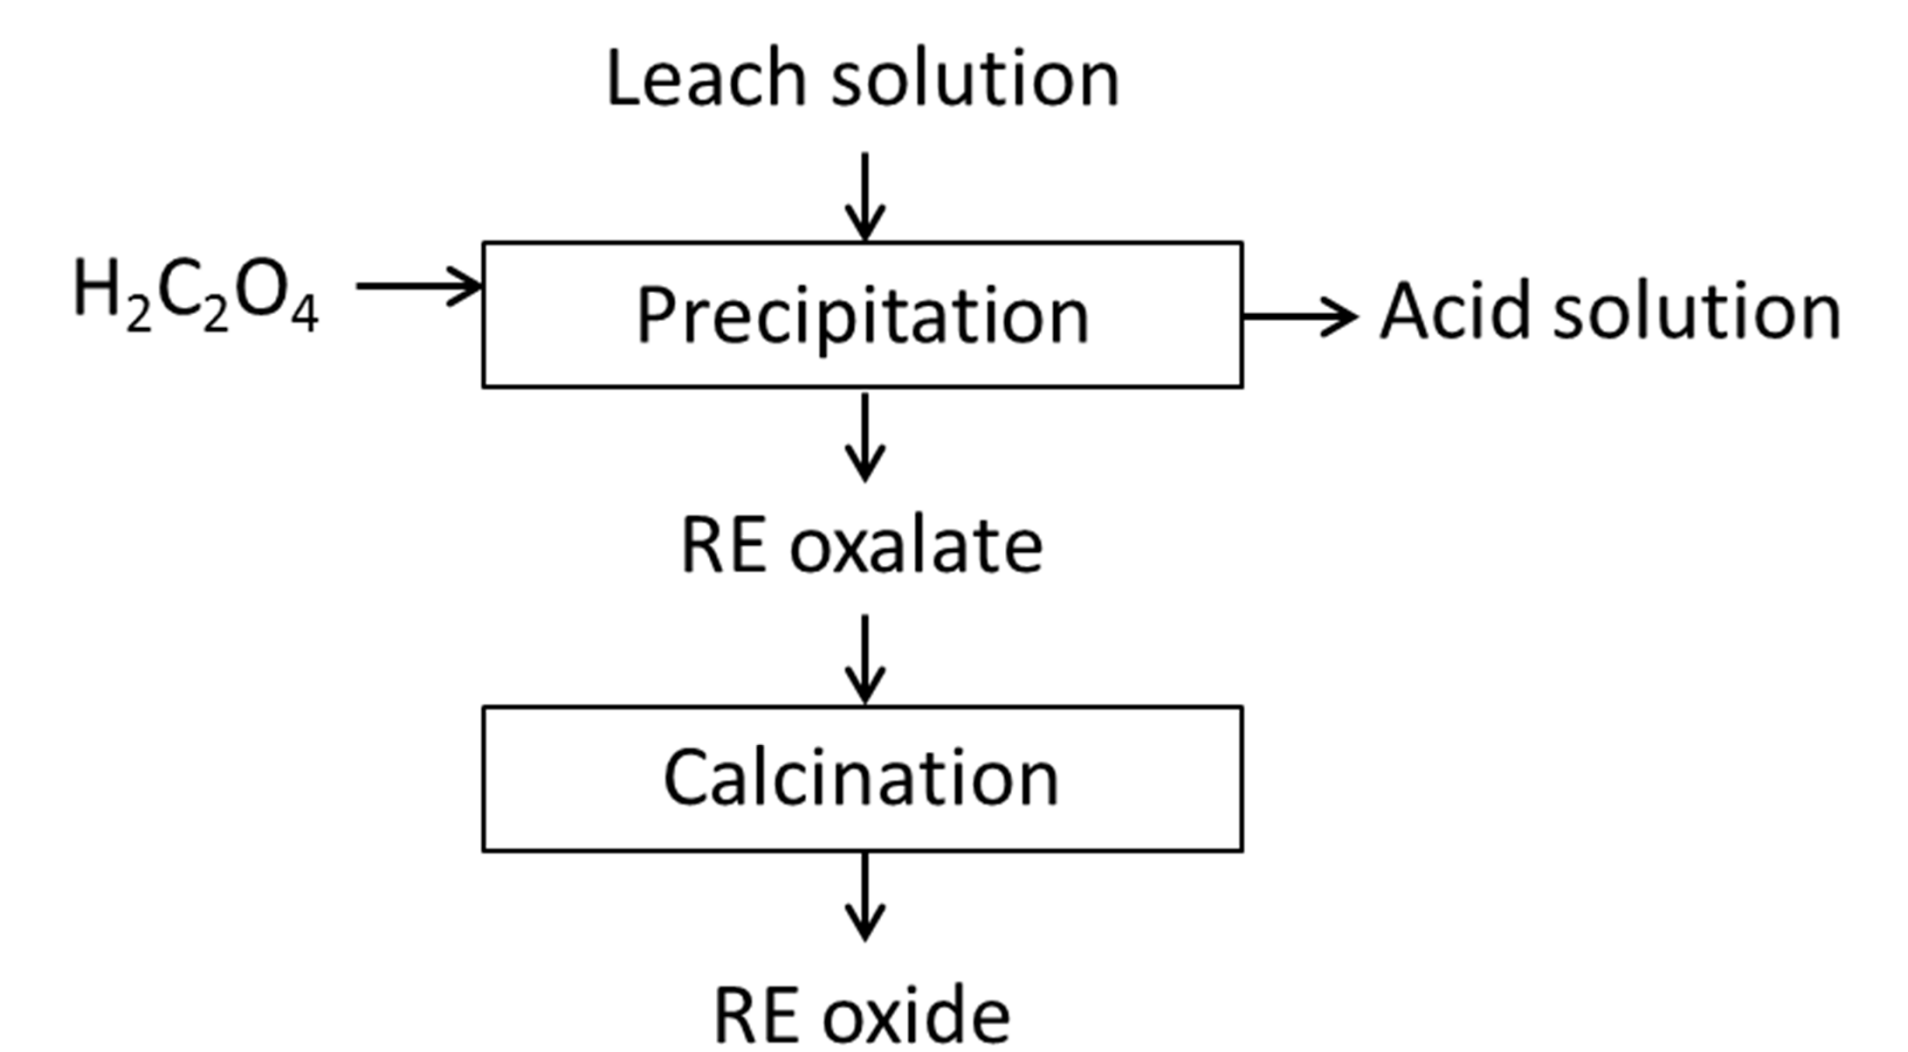 Leach solution
H₂C₂O₄
Precipitation
Acid solution
RE oxalate
Calcination
RE oxide